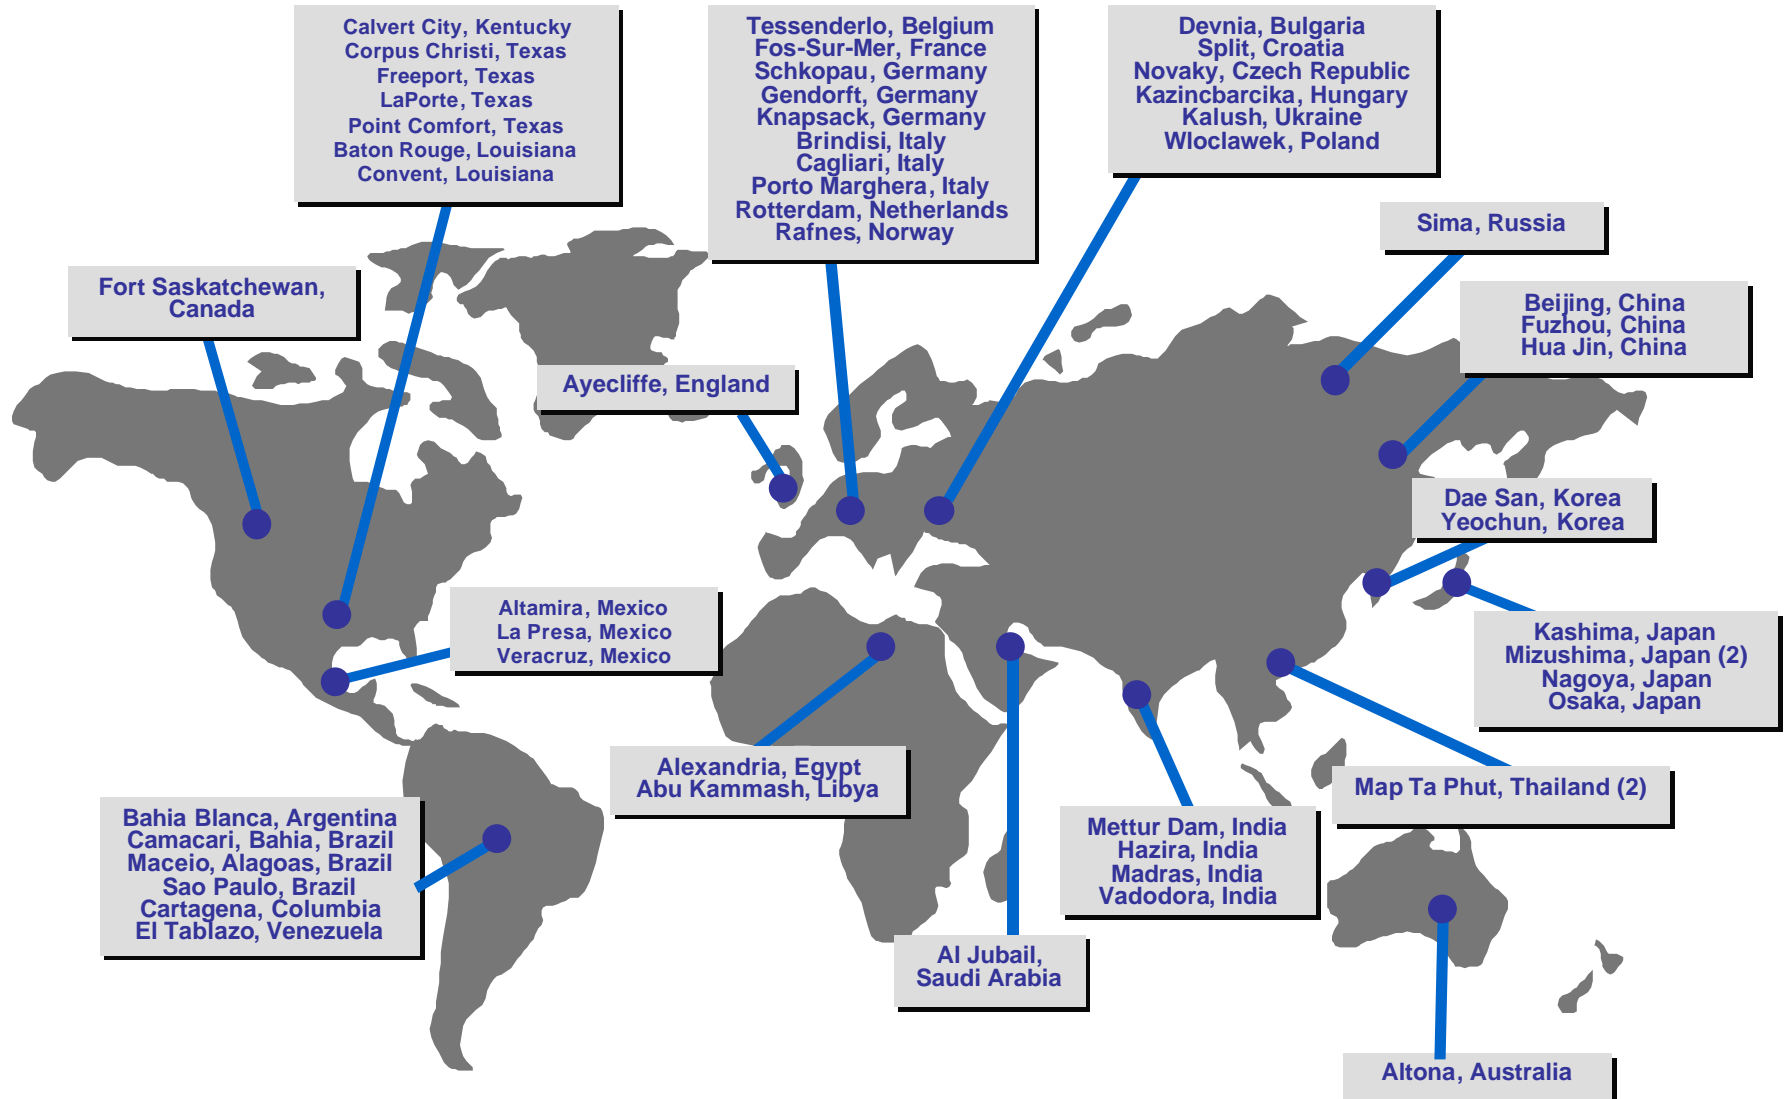 Calvert City, Kentucky
Corpus Christi, Texas
Freeport, Texas
LaPorte, Texas
Point Comfort, Texas
Baton Rouge, Louisiana
Convent, Louisiana
Tessenderlo, Belgium
Fos-Sur-Mer, France
Schkopau, Germany
Gendorft, Germany
Knapsack, Germany
Brindisi, Italy
Cagliari, Italy
Porto Marghera, Italy
Rotterdam, Netherlands
Rafnes, Norway
Devnia, Bulgaria
Split, Croatia
Novaky, Czech Republic
Kazincbarcika, Hungary
Kalush, Ukraine
Wloclawek, Poland
Sima, Russia
Fort Saskatchewan,
Canada
Beijing, China
Fuzhou, China
Hua Jin, China
Ayecliffe, England
Dae San, Korea
Yeochun, Korea
Altamira, Mexico
La Presa, Mexico
Veracruz, Mexico
Kashima, Japan
Mizushima, Japan (2)
Nagoya, Japan
Osaka, Japan
Alexandria, Egypt
Abu Kammash, Libya
Map Ta Phut, Thailand (2)
Bahia Blanca, Argentina
Camacari, Bahia, Brazil
Maceio, Alagoas, Brazil
Sao Paulo, Brazil
Cartagena, Columbia
El Tablazo, Venezuela
Mettur Dam, India
Hazira, India
Madras, India
Vadodora, India
Al Jubail,
Saudi Arabia
Altona, Australia